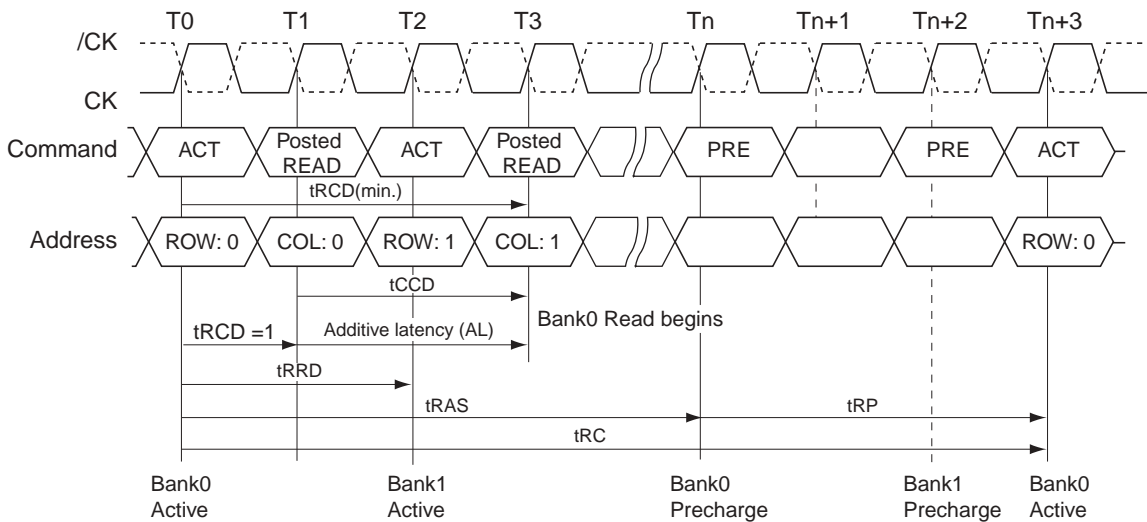 T0 T1 T2 T3 Tn Tn+1 Tn+2 Tn+3
/CK
CK
Command ACT Posted READ ACT Posted READ PRE PRE ACT
tRCD(min.)
Address ROW: 0 COL: 0 ROW: 1 COL: 1 ROW: 0
tCCD
Bank0 Read begins
tRCD =1 Additive latency (AL)
tRRD
tRAS tRP
tRC
Bank0 Active Bank1 Active Bank0 Precharge Bank1 Precharge Bank0 Active